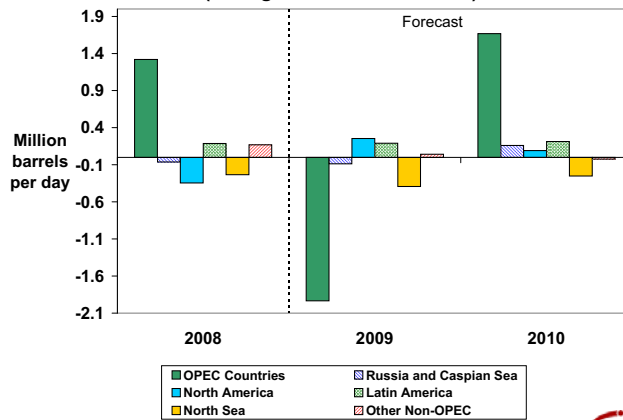 Forecast
1.9
1.4
0.9
0.4
-0.1
-0.6
-1.1
-1.6
-2.1
Million
barrels
per day
2008 2009 2010
OPEC Countries Russia and Caspian Sea
North America Latin America
North Sea Other Non-OPEC